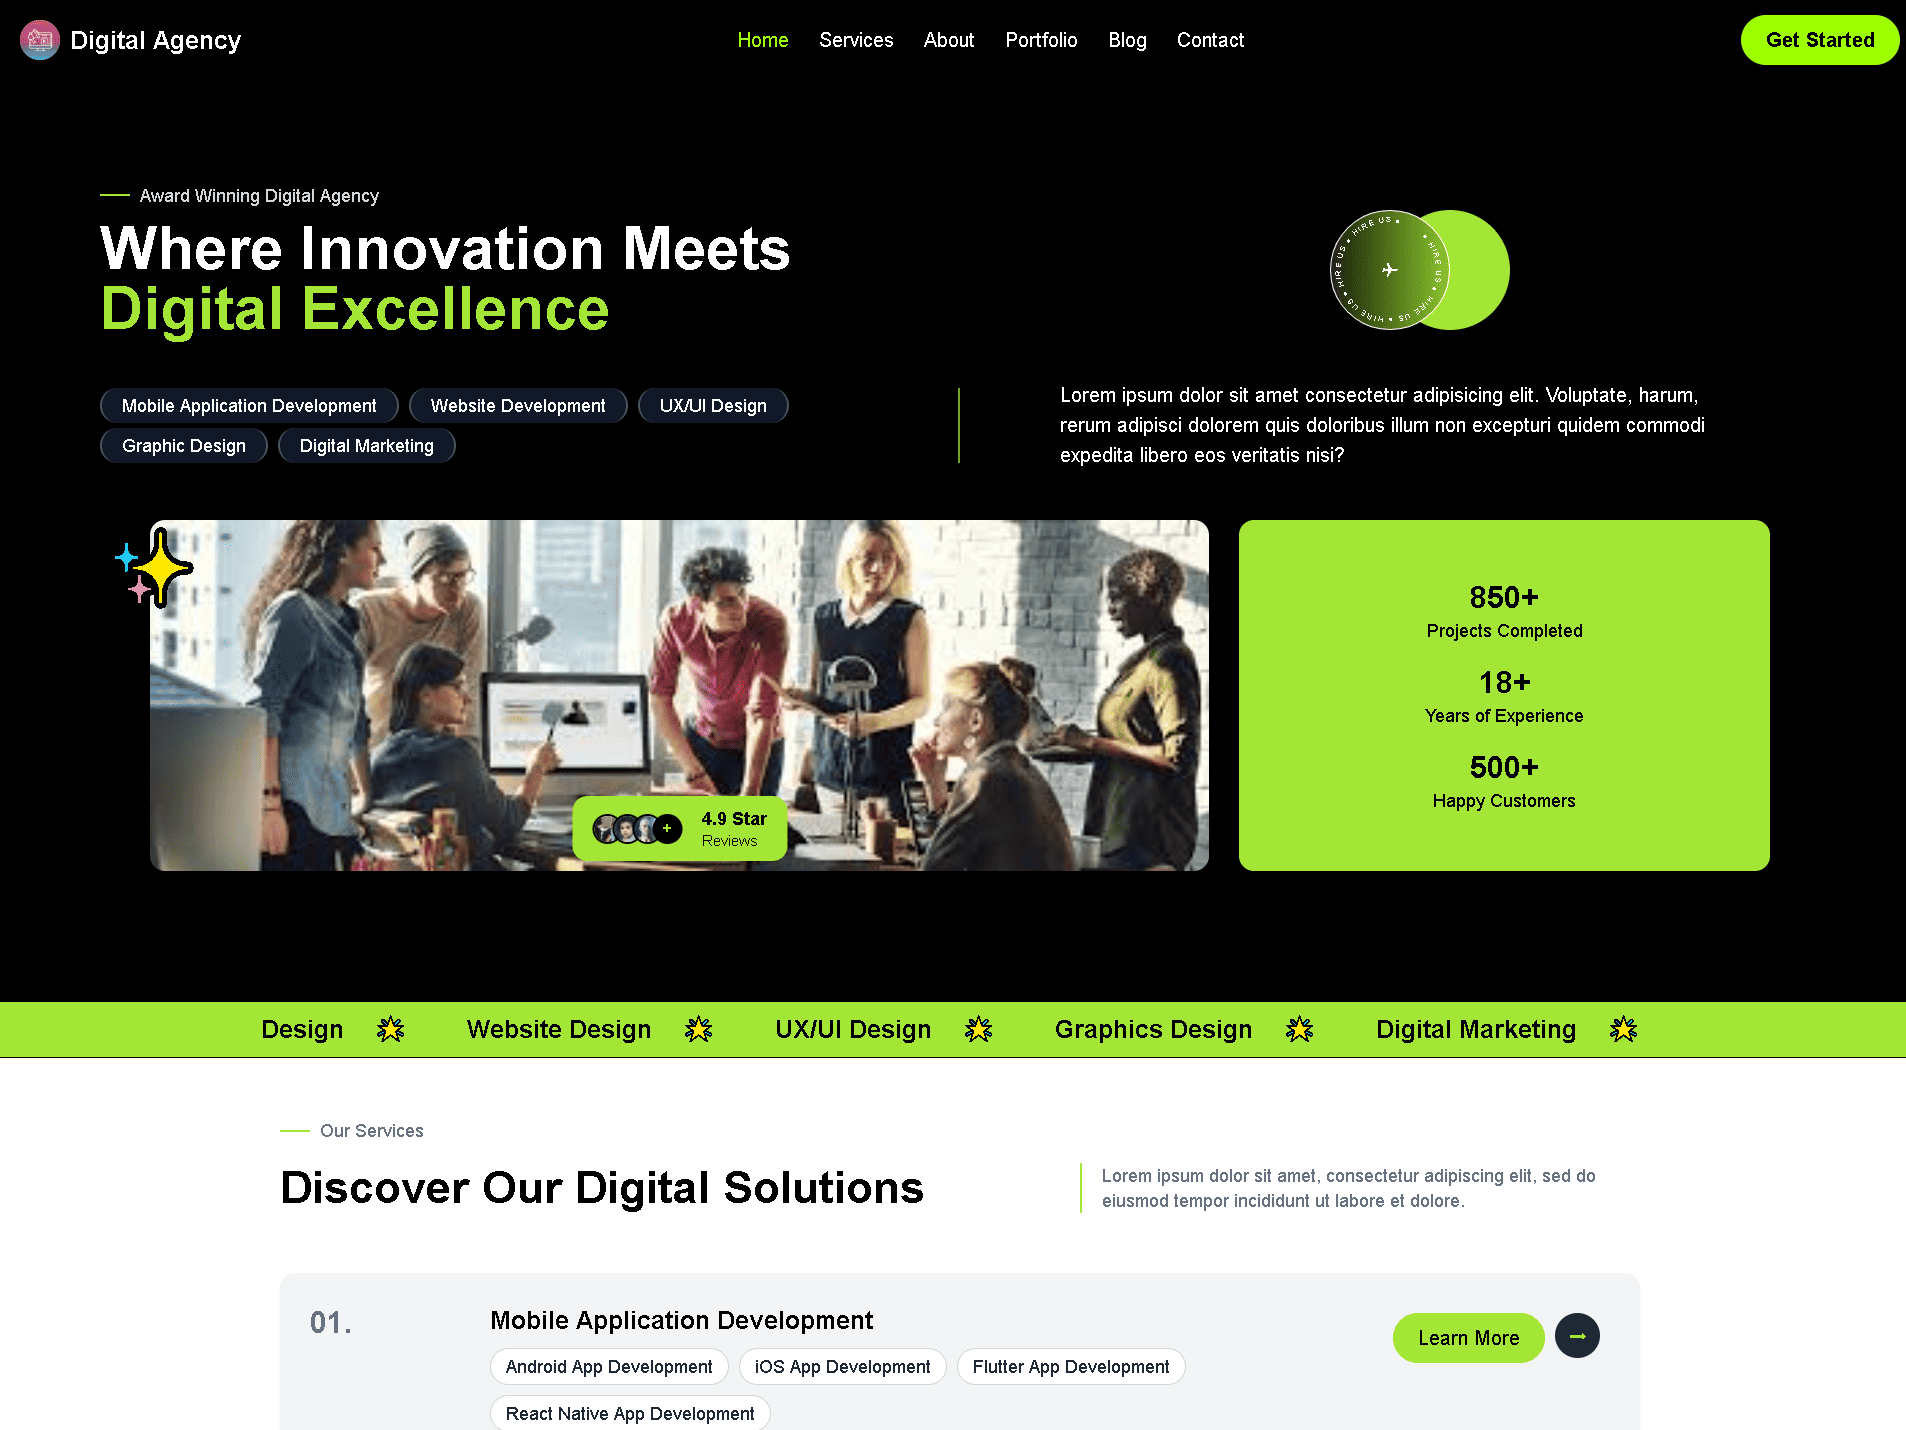 Digital Agency
Home Services About Portfolio Blog Contact
Get Started
Award Winning Digital Agency
Where Innovation Meets
Digital Excellence
HIRE US • HIRE US • HIRE US • HIRE US • HIRE US •
Mobile Application Development
Website Development
UX/UI Design
Graphic Design
Digital Marketing
Lorem ipsum dolor sit amet consectetur adipisicing elit. Voluptate, harum,
rerum adipisci dolorem quis doloribus illum non excepturi quidem commodi
expedita libero eos veritatis nisi?
+
4.9 Star
Reviews
850+
Projects Completed
18+
Years of Experience
500+
Happy Customers
Design Website Design UX/UI Design Graphics Design Digital Marketing
Our Services
Discover Our Digital Solutions
Lorem ipsum dolor sit amet, consectetur adipiscing elit, sed do
eiusmod tempor incididunt ut labore et dolore.
01.
Mobile Application Development
Android App Development
iOS App Development
Flutter App Development
React Native App Development
Learn More